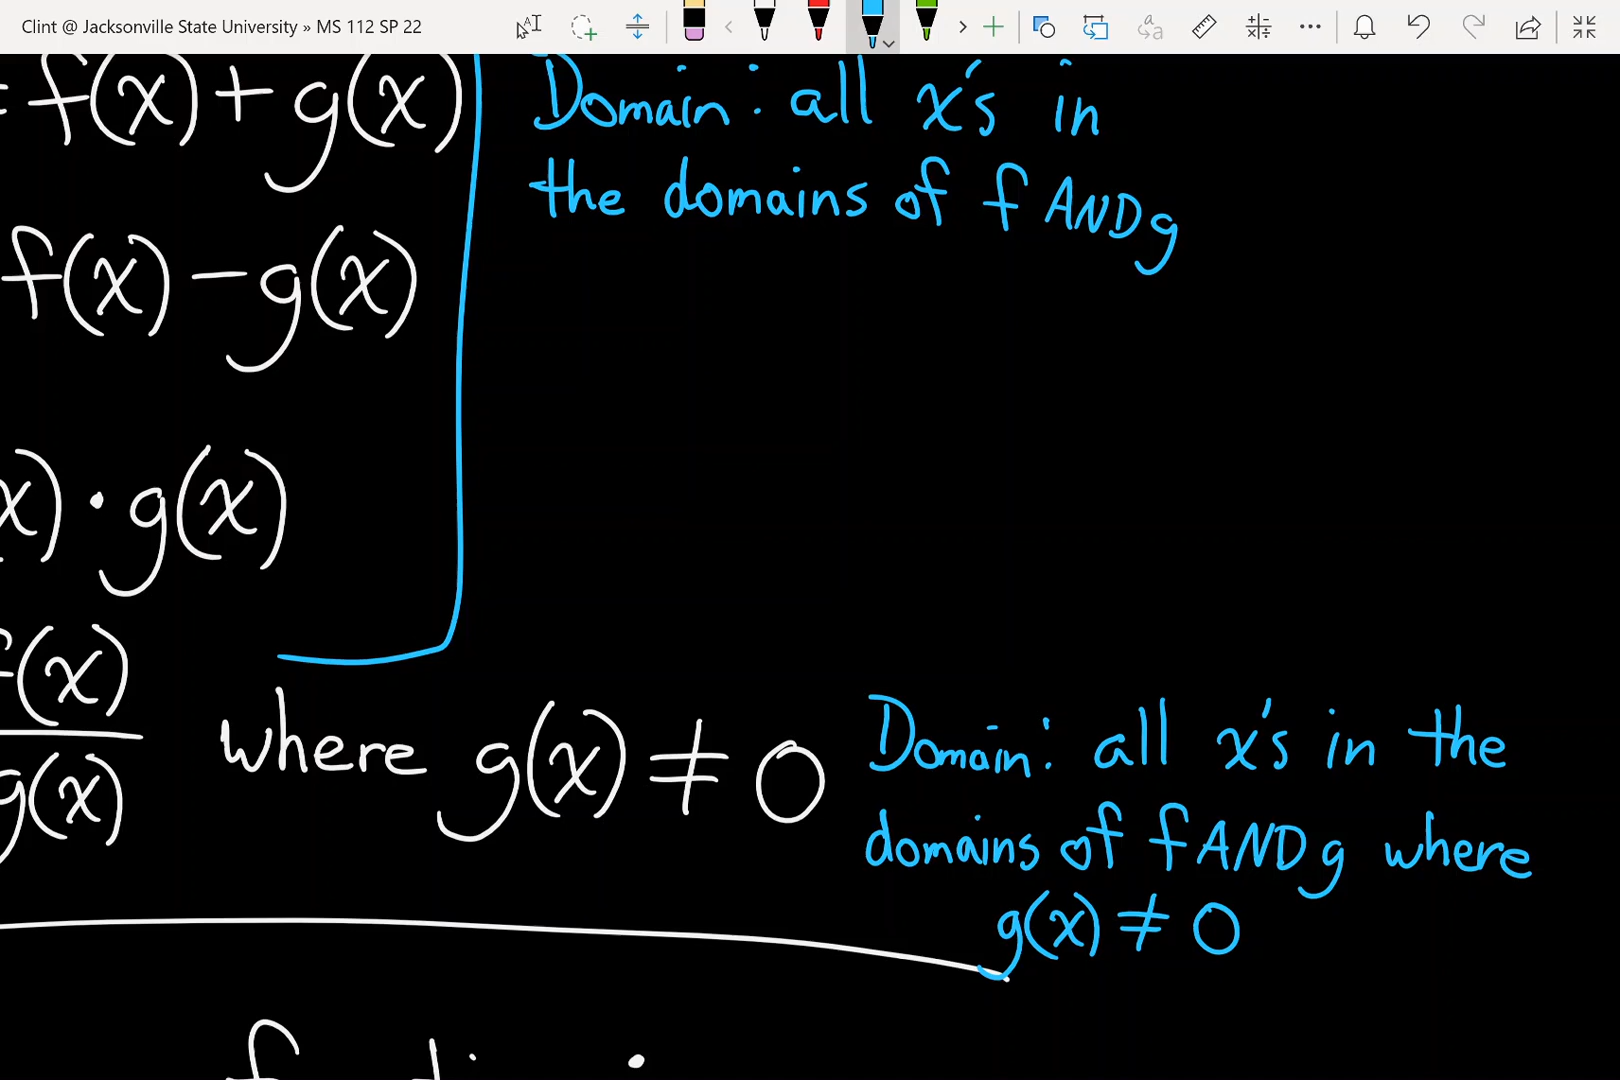 Clint @ Jacksonville State University » MS 112 SP 22
= f(x) + g(x)
Domain: all x's in
the domains of f AND g
f(x) - g(x)
x) · g(x)
f(x)
g(x)
where g(x) ≠ 0
Domain: all x's in the
domains of f AND g where
g(x) ≠ 0